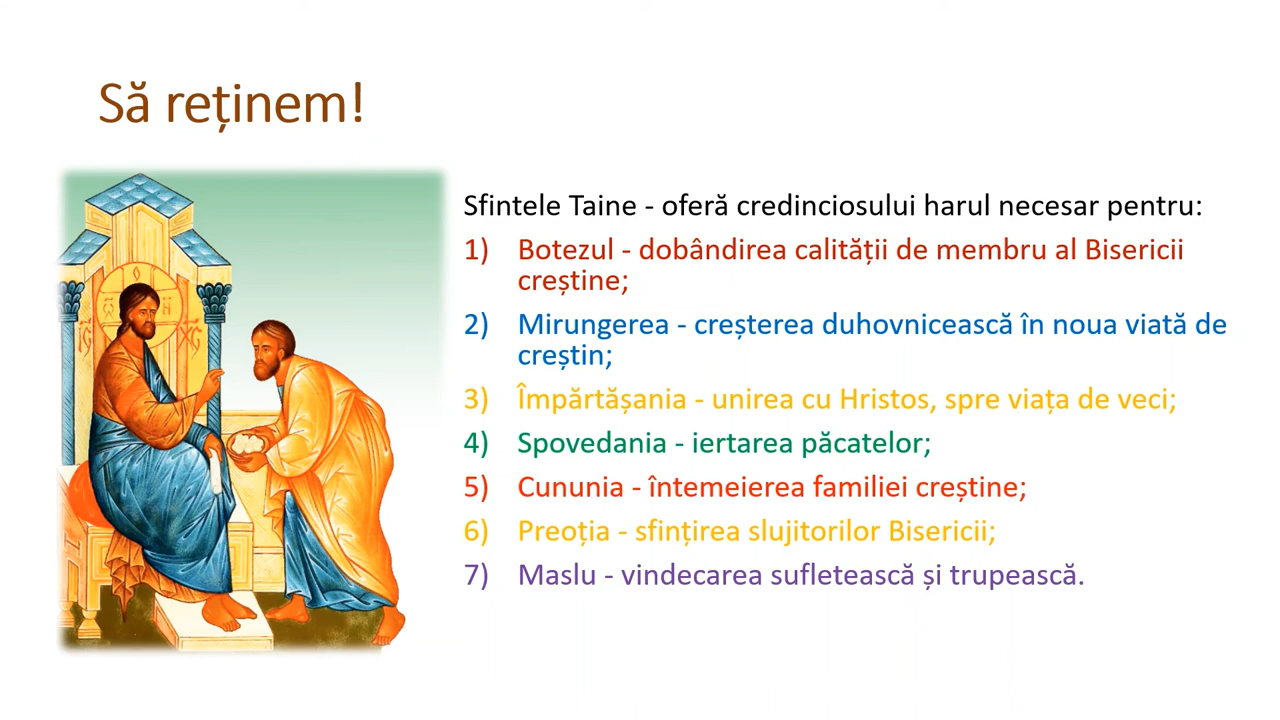 Să reținem!
Sfintele Taine - oferă credinciosului harul necesar pentru:
1) Botezul - dobândirea calității de membru al Bisericii
creștine;
2) Mirungerea - creșterea duhovnicească în noua viată de
creștin;
3) Împărtășania - unirea cu Hristos, spre viața de veci;
4) Spovedania - iertarea păcatelor;
5) Cununia - întemeierea familiei creștine;
6) Preoția - sfințirea slujitorilor Bisericii;
7) Maslu - vindecarea sufletească și trupească.